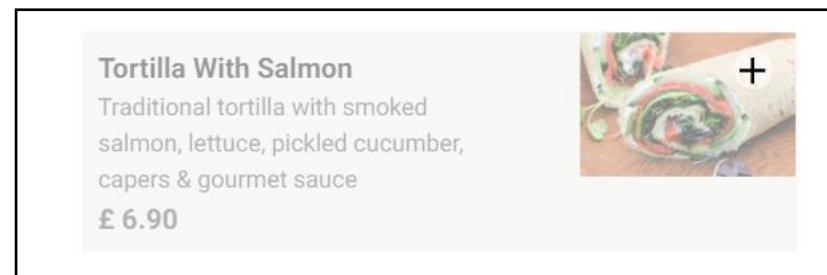 Tortilla With Salmon
Traditional tortilla with smoked
salmon, lettuce, pickled cucumber,
capers & gourmet sauce
£ 6.90